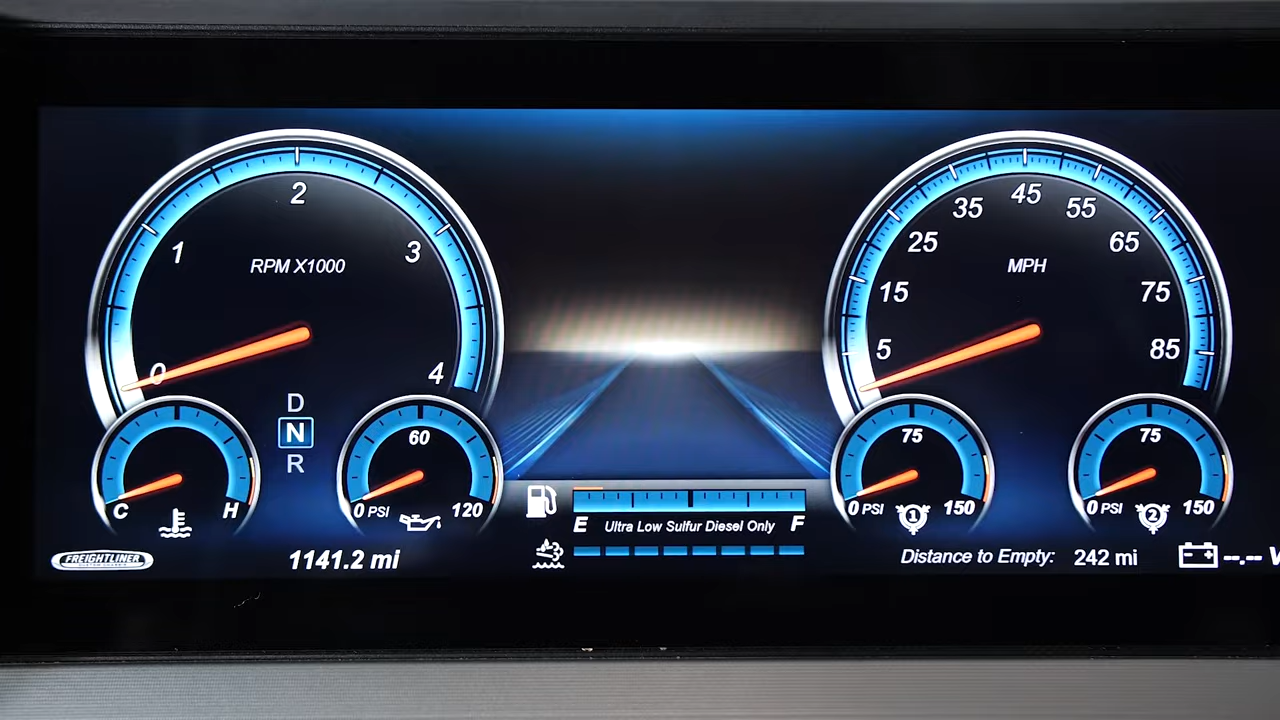 2
1
3
RPM X1000
0
4
D
N
R
C
H
60
0 PSI
120
45
35
55
25
65
MPH
15
75
5
85
75
0 PSI
150
1
75
0 PSI
150
2
E Ultra Low Sulfur Diesel Only F
FREIGHTLINER
1141.2 mi
Distance to Empty: 242 mi
--.-- V